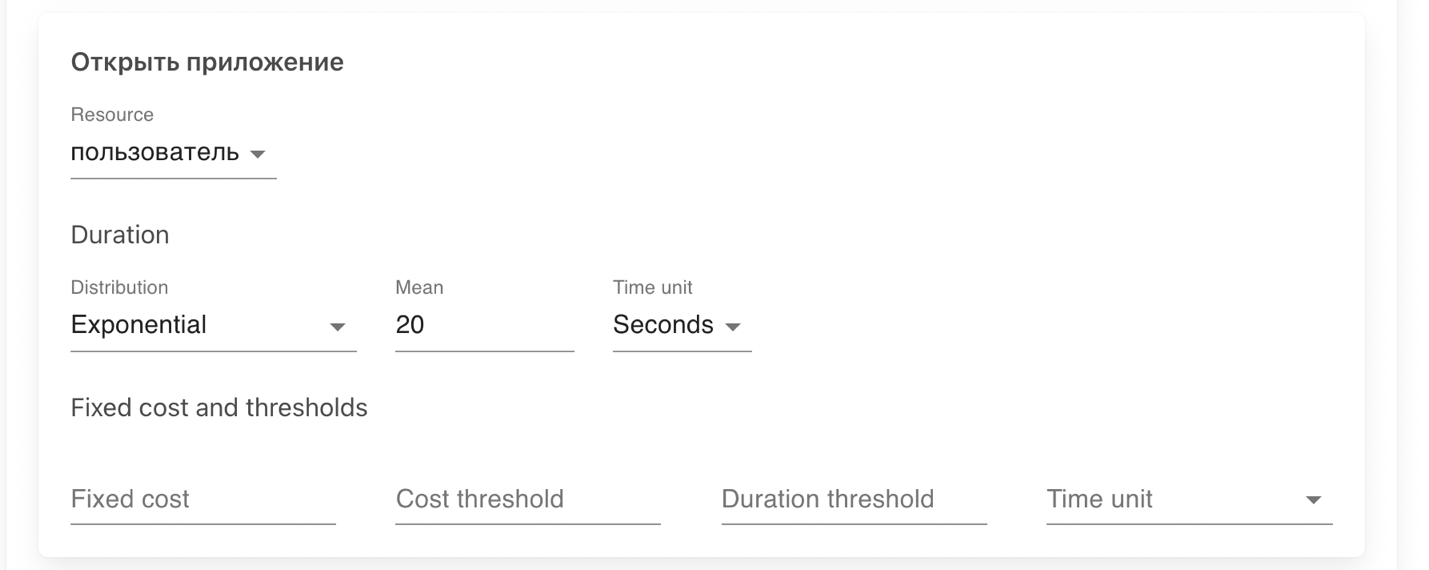 Открыть приложение
Resource
пользователь
Duration
Distribution Mean Time unit
Exponential 20 Seconds
Fixed cost and thresholds
Fixed cost Cost threshold Duration threshold Time unit